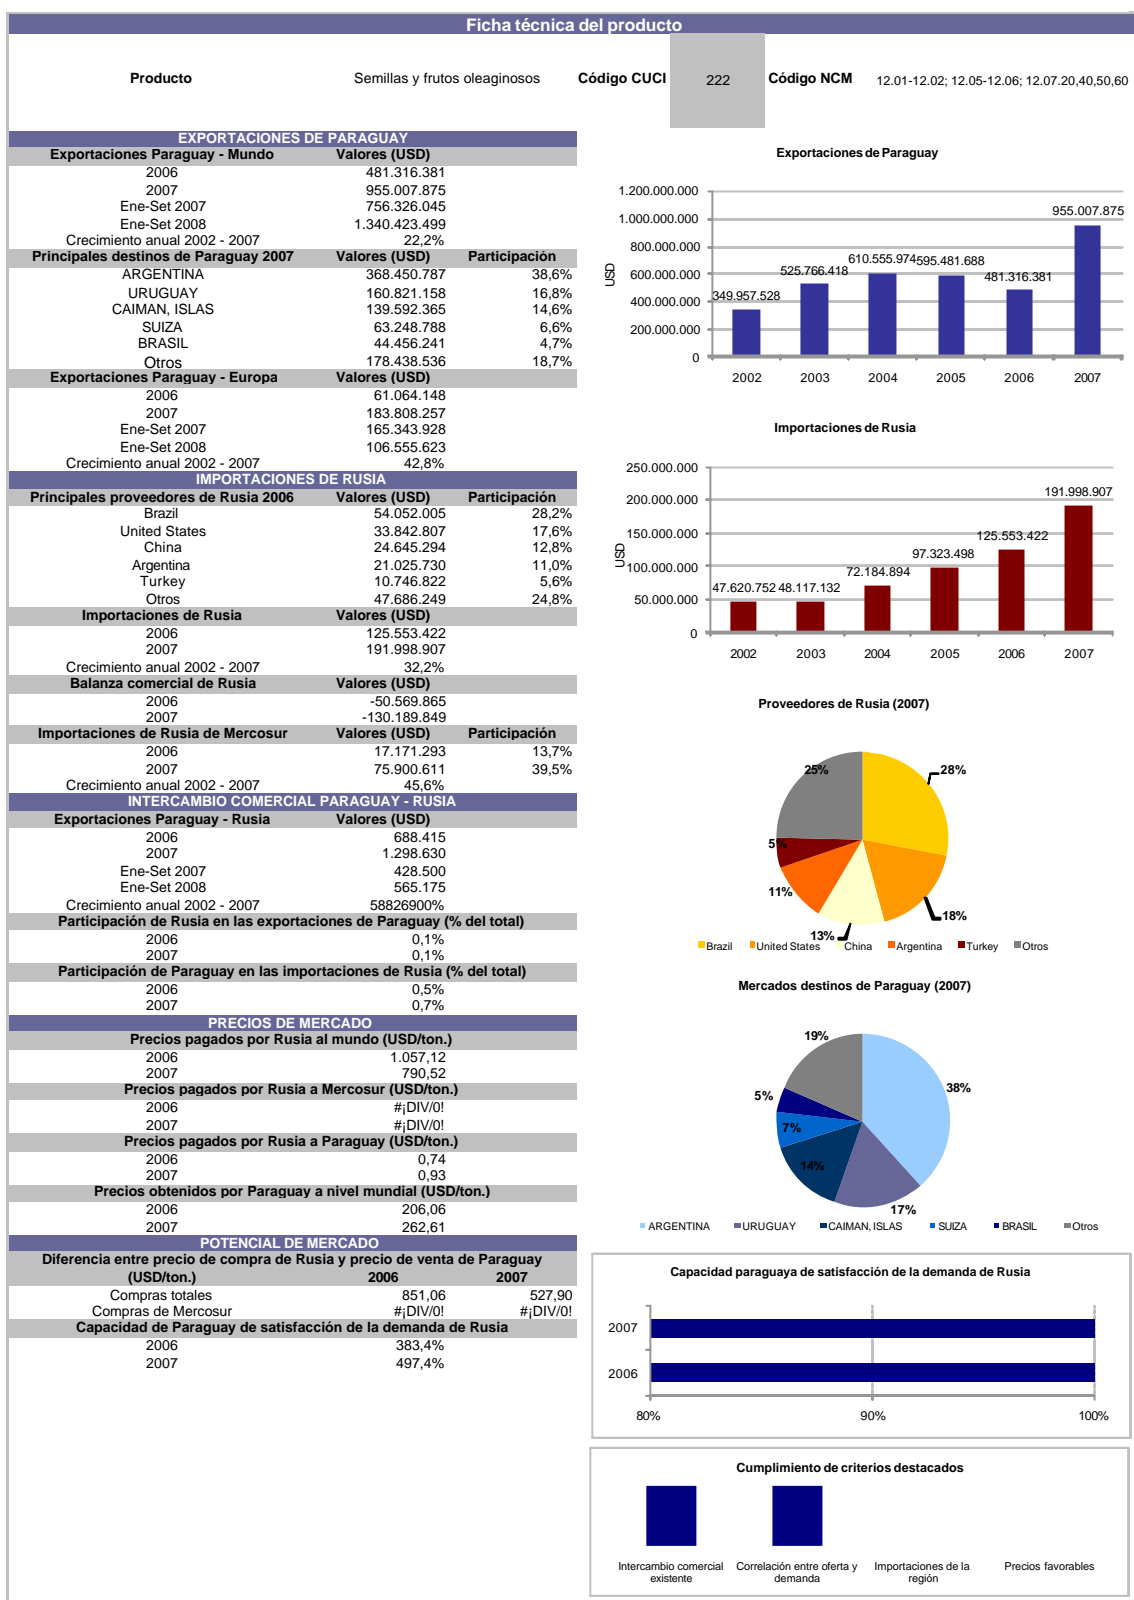 Ficha técnica del producto
Producto Semillas y frutos oleaginosos Código CUCI 222 Código NCM 12.01-12.02; 12.05-12.06; 12.07.20,40,50,60
EXPORTACIONES DE PARAGUAY
Exportaciones Paraguay - Mundo Valores (USD)
2006 481.316.381
2007 955.007.875
Ene-Set 2007 756.326.045
Ene-Set 2008 1.340.423.499
Crecimiento anual 2002 - 2007 22,2%
Principales destinos de Paraguay 2007 Valores (USD) Participación
ARGENTINA 368.450.787 38,6%
URUGUAY 160.821.158 16,8%
CAIMAN, ISLAS 139.592.365 14,6%
SUIZA 63.248.788 6,6%
BRASIL 44.456.241 4,7%
Otros 178.438.536 18,7%
Exportaciones Paraguay - Europa Valores (USD)
2006 61.064.148
2007 183.808.257
Ene-Set 2007 165.343.928
Ene-Set 2008 106.555.623
Crecimiento anual 2002 - 2007 42,8%
IMPORTACIONES DE RUSIA
Principales proveedores de Rusia 2006 Valores (USD) Participación
Brazil 54.052.005 28,2%
United States 33.842.807 17,6%
China 24.645.294 12,8%
Argentina 21.025.730 11,0%
Turkey 10.746.822 5,6%
Otros 47.686.249 24,8%
Importaciones de Rusia Valores (USD)
2006 125.553.422
2007 191.998.907
Crecimiento anual 2002 - 2007 32,2%
Balanza comercial de Rusia Valores (USD)
2006 -50.569.865
2007 -130.189.849
Importaciones de Rusia de Mercosur Valores (USD) Participación
2006 17.171.293 13,7%
2007 75.900.611 39,5%
Crecimiento anual 2002 - 2007 45,6%
INTERCAMBIO COMERCIAL PARAGUAY - RUSIA
Exportaciones Paraguay - Rusia Valores (USD)
2006 688.415
2007 1.298.630
Ene-Set 2007 428.500
Ene-Set 2008 565.175
Crecimiento anual 2002 - 2007 58826900%
Participación de Rusia en las exportaciones de Paraguay (% del total)
2006 0,1%
2007 0,1%
Participación de Paraguay en las importaciones de Rusia (% del total)
2006 0,5%
2007 0,7%
PRECIOS DE MERCADO
Precios pagados por Rusia al mundo (USD/ton.)
2006 1.057,12
2007 790,52
Precios pagados por Rusia a Mercosur (USD/ton.)
2006 #¡DIV/0!
2007 #¡DIV/0!
Precios pagados por Rusia a Paraguay (USD/ton.)
2006 0,74
2007 0,93
Precios obtenidos por Paraguay a nivel mundial (USD/ton.)
2006 206,06
2007 262,61
POTENCIAL DE MERCADO
Diferencia entre precio de compra de Rusia y precio de venta de Paraguay
(USD/ton.) 2006 2007
Compras totales 851,06 527,90
Compras de Mercosur #¡DIV/0! #¡DIV/0!
Capacidad de Paraguay de satisfacción de la demanda de Rusia
2006 383,4%
2007 497,4%
Exportaciones de Paraguay
1.200.000.000
1.000.000.000
800.000.000
600.000.000
400.000.000
200.000.000
0
USD
349.957.528
525.766.418
610.555.974
595.481.688
481.316.381
955.007.875
2002 2003 2004 2005 2006 2007
Importaciones de Rusia
250.000.000
200.000.000
150.000.000
100.000.000
50.000.000
0
USD
47.620.752
48.117.132
72.184.894
97.323.498
125.553.422
191.998.907
2002 2003 2004 2005 2006 2007
Proveedores de Rusia (2007)
25%
28%
5%
11%
13%
18%
Brazil United States China Argentina Turkey Otros
Mercados destinos de Paraguay (2007)
19%
38%
5%
7%
14%
17%
ARGENTINA URUGUAY CAIMAN, ISLAS SUIZA BRASIL Otros
Capacidad paraguaya de satisfacción de la demanda de Rusia
2007
2006
80% 90% 100%
Cumplimiento de criterios destacados
Intercambio comercial Correlación entre oferta y Importaciones de la Precios favorables
existente demanda región